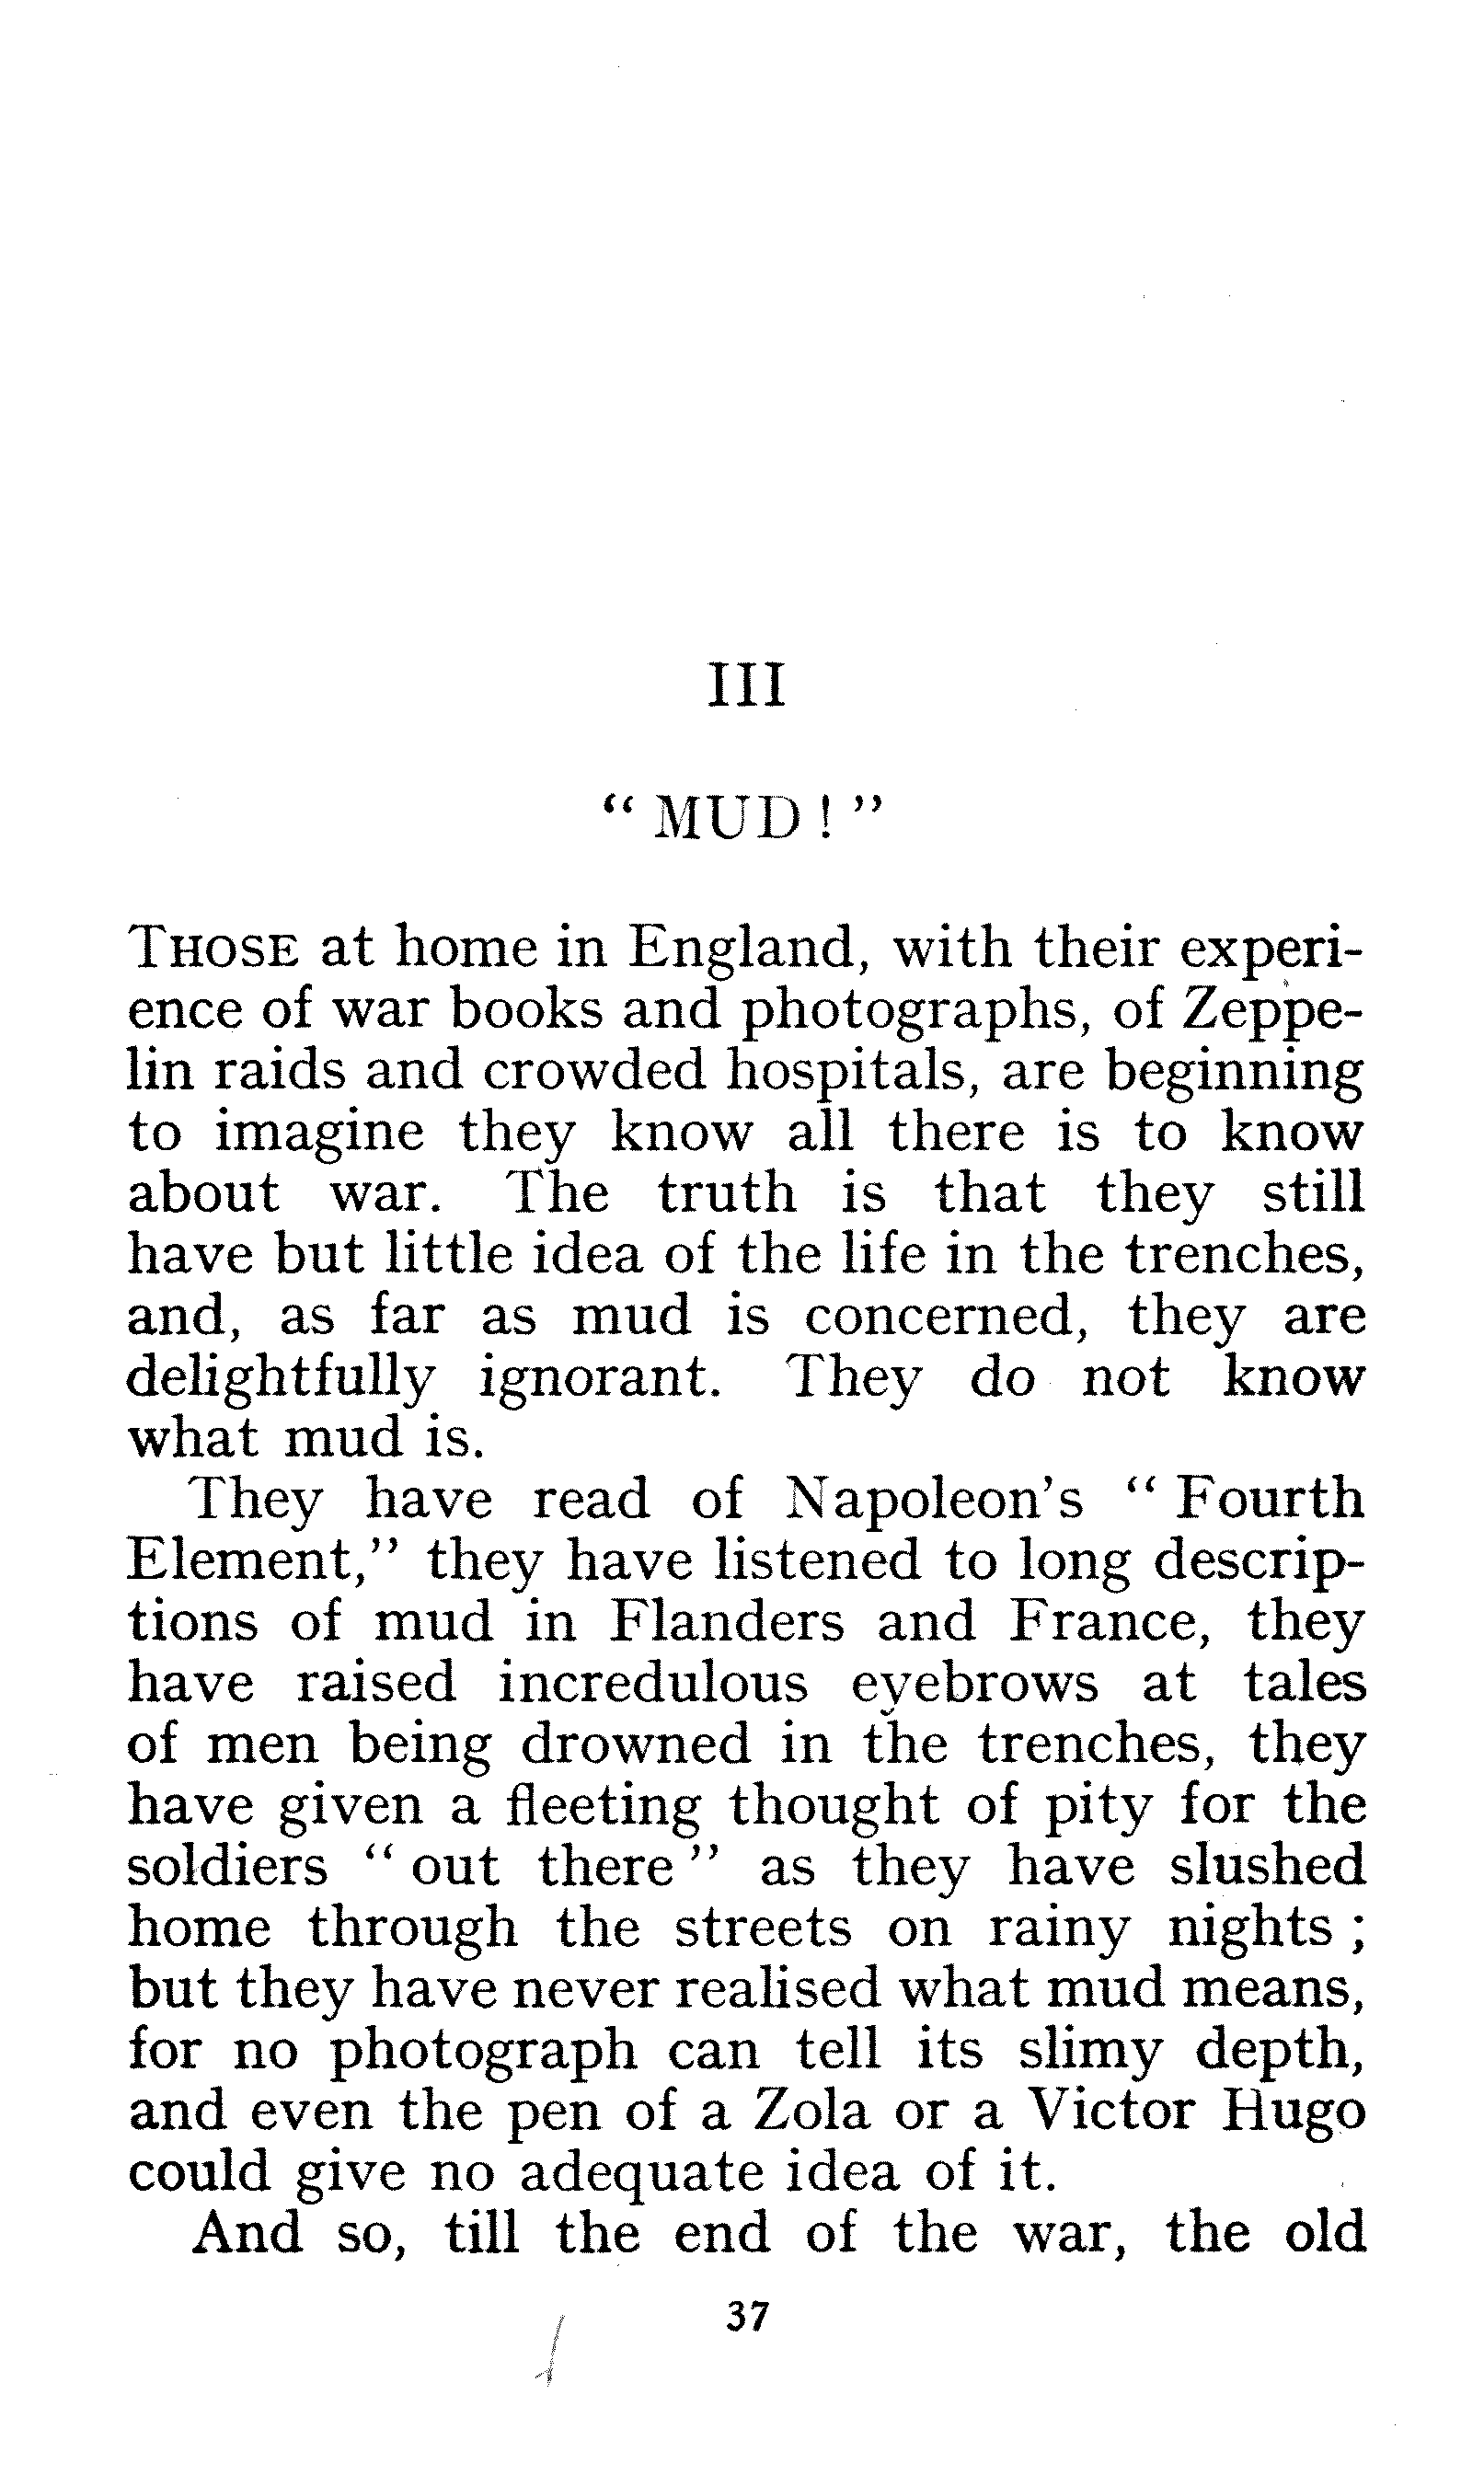 III
“ MUD ! ”
THOSE at home in England, with their experi-
ence of war books and photographs, of Zeppe-
lin raids and crowded hospitals, are beginning
to imagine they know all there is to know
about war. The truth is that they still
have but little idea of the life in the trenches,
and, as far as mud is concerned, they are
delightfully ignorant. They do not know
what mud is.
They have read of Napoleon’s “ Fourth
Element,” they have listened to long descrip-
tions of mud in Flanders and France, they
have raised incredulous eyebrows at tales
of men being drowned in the trenches, they
have given a fleeting thought of pity for the
soldiers “ out there ” as they have slushed
home through the streets on rainy nights ;
but they have never realised what mud means,
for no photograph can tell its slimy depth,
and even the pen of a Zola or a Victor Hugo
could give no adequate idea of it.
And so, till the end of the war, the old
37